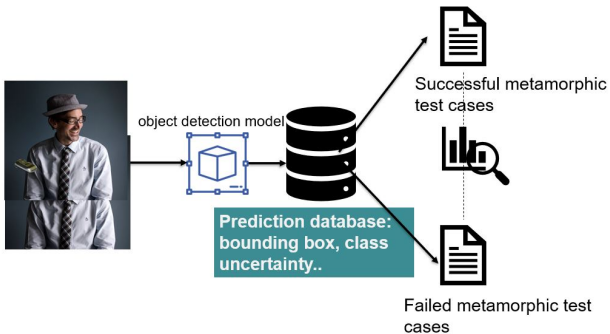 Successful metamorphic
test cases
object detection model
Prediction database:
bounding box, class
uncertainty..
Failed metamorphic test
cases